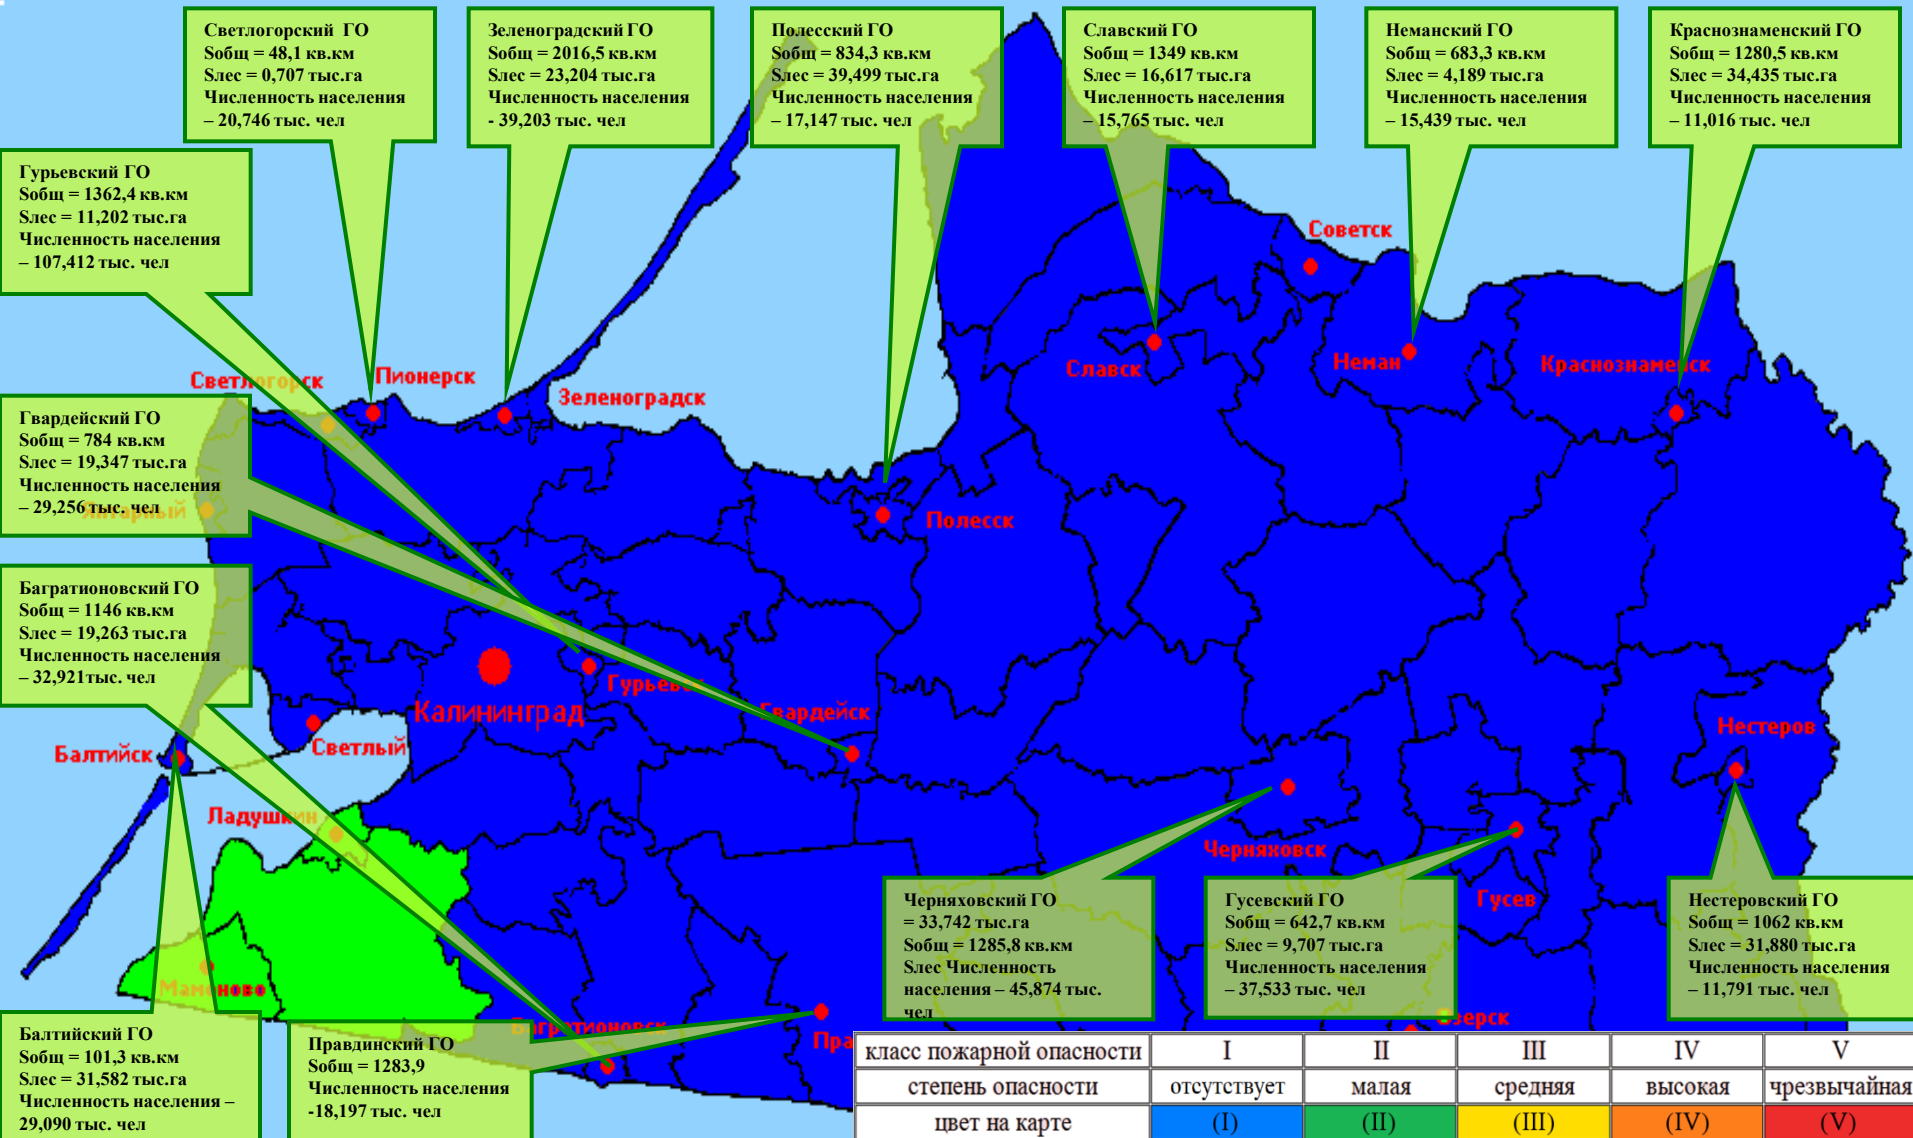 Светлогорский ГО
Sобщ = 48,1 кв.км
Sлес = 0,707 тыс.га
Численность населения
– 20,746 тыс. чел
Зеленоградский ГО
Sобщ = 2016,5 кв.км
Sлес = 23,204 тыс.га
Численность населения
- 39,203 тыс. чел
Полесский ГО
Sобщ = 834,3 кв.км
Sлес = 39,499 тыс.га
Численность населения
– 17,147 тыс. чел
Славский ГО
Sобщ = 1349 кв.км
Sлес = 16,617 тыс.га
Численность населения
– 15,765 тыс. чел
Неманский ГО
Sобщ = 683,3 кв.км
Sлес = 4,189 тыс.га
Численность населения
– 15,439 тыс. чел
Краснознаменский ГО
Sобщ = 1280,5 кв.км
Sлес = 34,435 тыс.га
Численность населения
– 11,016 тыс. чел
Гурьевский ГО
Sобщ = 1362,4 кв.км
Sлес = 11,202 тыс.га
Численность населения
– 107,412 тыс. чел
Советск
Светлогорск
Пионерск
Зеленоградск
Славск
Неман
Краснознаменск
Гвардейский ГО
Sобщ = 784 кв.км
Sлес = 19,347 тыс.га
Численность населения
– 29,256 тыс. чел
Янтарный
Полесск
Багратионовский ГО
Sобщ = 1146 кв.км
Sлес = 19,263 тыс.га
Численность населения
– 32,921тыс. чел
Гурьевск
Калининград
Гвардейск
Нестеров
Балтийск
Светлый
Ладушкин
Черняховск
Гусев
Мамоново
Багратионовск
Пра
Озерск
Черняховский ГО
= 33,742 тыс.га
Sобщ = 1285,8 кв.км
Sлес Численность
населения – 45,874 тыс.
чел
Гусевский ГО
Sобщ = 642,7 кв.км
Sлес = 9,707 тыс.га
Численность населения
– 37,533 тыс. чел
Нестеровский ГО
Sобщ = 1062 кв.км
Sлес = 31,880 тыс.га
Численность населения
– 11,791 тыс. чел
Балтийский ГО
Sобщ = 101,3 кв.км
Sлес = 31,582 тыс.га
Численность населения –
29,090 тыс. чел
Правдинский ГО
Sобщ = 1283,9
Численность населения
-18,197 тыс. чел
класс пожарной опасности I II III IV V
степень опасности отсутствует малая средняя высокая чрезвычайная
цвет на карте (I) (II) (III) (IV) (V)